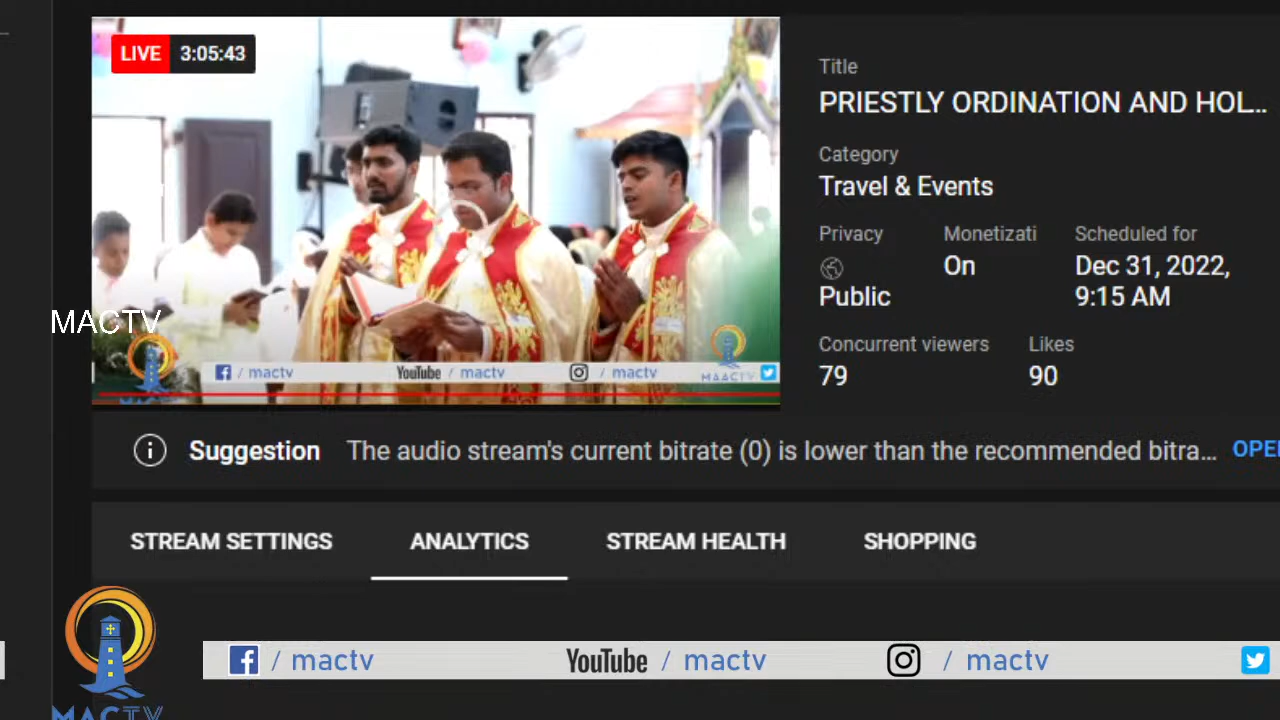 LIVE 3:05:43
Title
PRIESTLY ORDINATION AND HOL...
Category
Travel & Events
Privacy
Monetizati
Scheduled for
Public
On
Dec 31, 2022,
9:15 AM
Concurrent viewers
Likes
79
90
MACTV
/ mactv
YouTube / mactv
/ mactv
MAACTV
Suggestion The audio stream's current bitrate (0) is lower than the recommended bitra... OPE
STREAM SETTINGS
ANALYTICS
STREAM HEALTH
SHOPPING
/ mactv
YouTube / mactv
/ mactv
MACTV